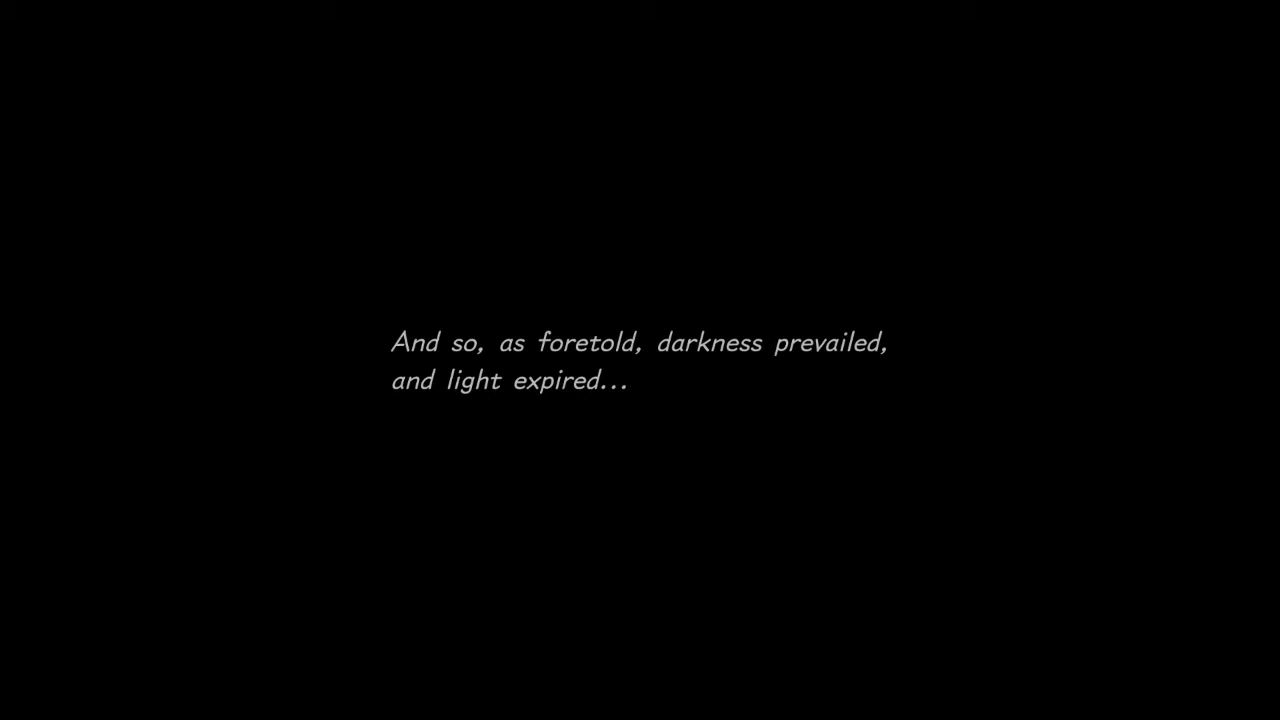 And so, as foretold, darkness prevailed,
and light expired...